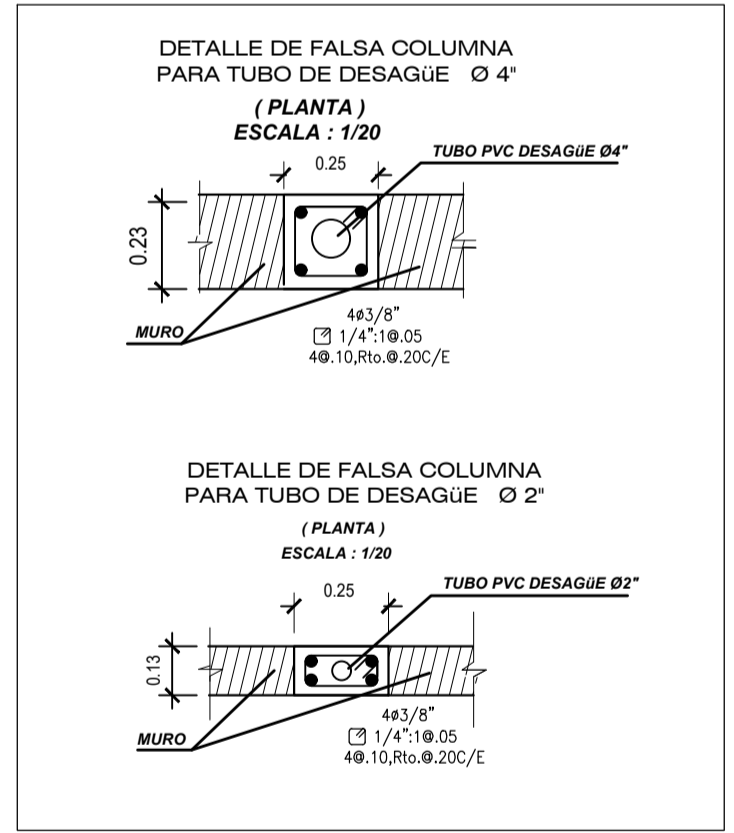 DETALLE DE FALSA COLUMNA
PARA TUBO DE DESAGüE Ø 4"
( PLANTA )
ESCALA : 1/20
TUBO PVC DESAGüE Ø4"
0.25
0.23
MURO
4ø3/8"
1/4":1@.05
4@.10,Rto.@.20C/E
DETALLE DE FALSA COLUMNA
PARA TUBO DE DESAGüE Ø 2"
( PLANTA )
ESCALA : 1/20
TUBO PVC DESAGüE Ø2"
0.25
0.13
MURO
4ø3/8"
1/4":1@.05
4@.10,Rto.@.20C/E